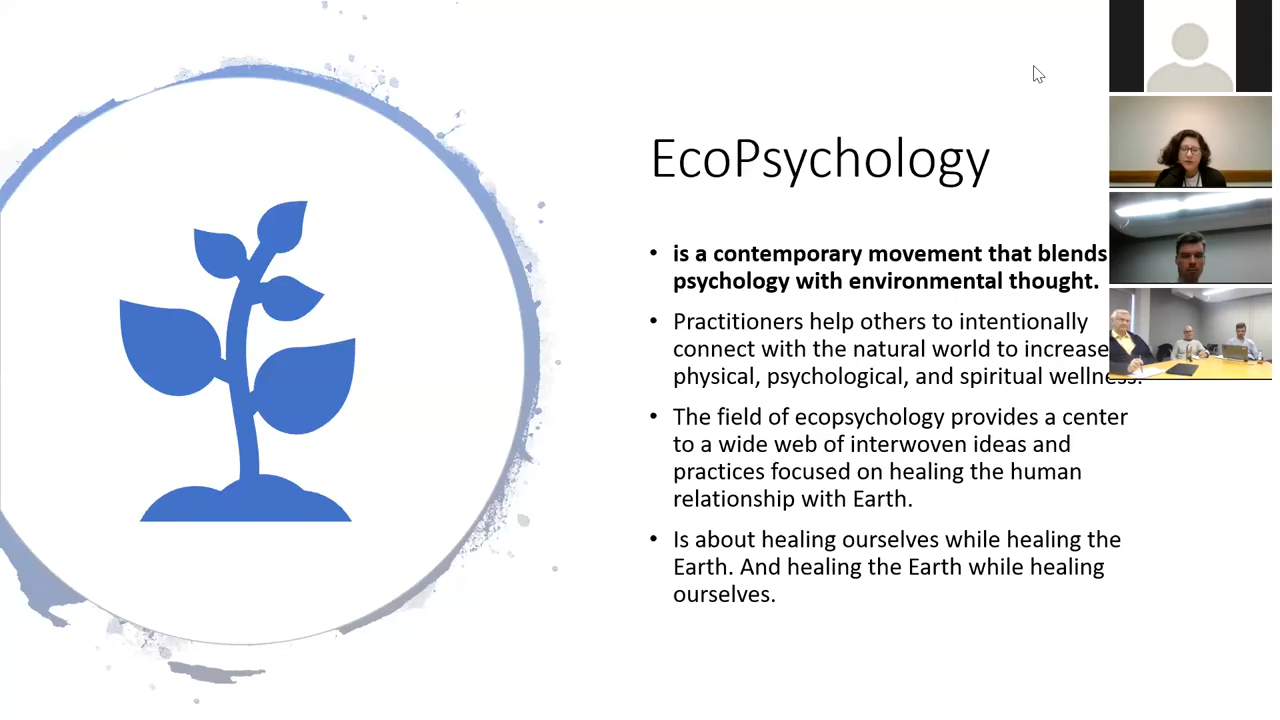 EcoPsychology
• is a contemporary movement that blends
psychology with environmental thought.
• Practitioners help others to intentionally
connect with the natural world to increase
physical, psychological, and spiritual wellness.
• The field of ecopsychology provides a center
to a wide web of interwoven ideas and
practices focused on healing the human
relationship with Earth.
• Is about healing ourselves while healing the
Earth. And healing the Earth while healing
ourselves.